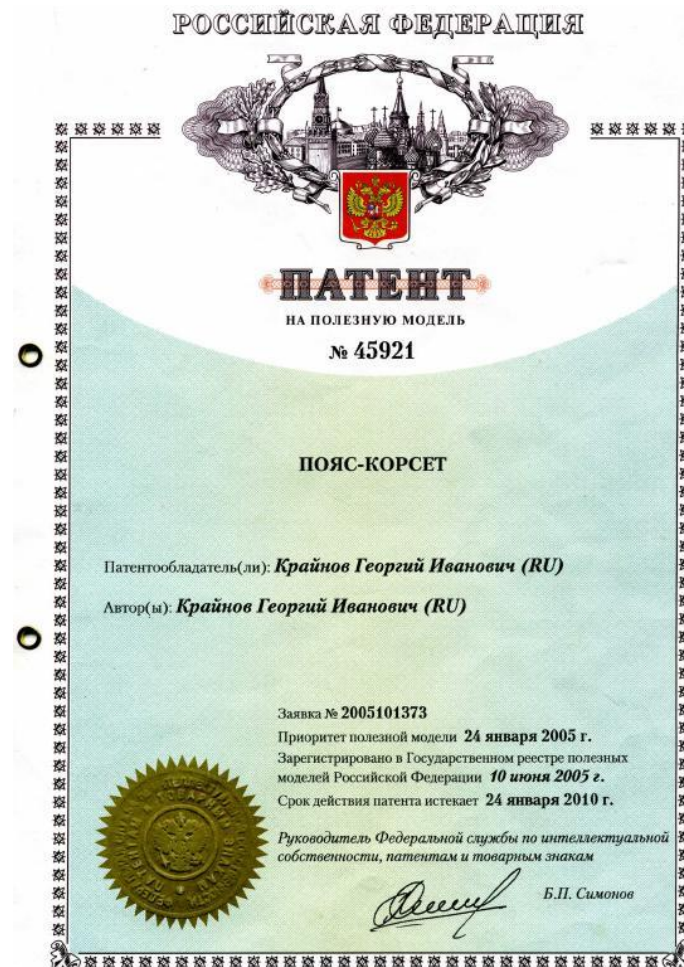 РОССИЙСКАЯ ФЕДЕРАЦИЯ
ПАТЕНТ
НА ПОЛЕЗНУЮ МОДЕЛЬ
№ 45921
ПОЯС-КОРСЕТ
Патентообладатель(ли): Крайнов Георгий Иванович (RU)
Автор(ы): Крайнов Георгий Иванович (RU)
Заявка № 2005101373
Приоритет полезной модели 24 января 2005 г.
Зарегистрировано в Государственном реестре полезных
моделей Российской Федерации 10 июня 2005 г.
Срок действия патента истекает 24 января 2010 г.
Руководитель Федеральной службы по интеллектуальной
собственности, патентам и товарным знакам
Б.П. Симонов